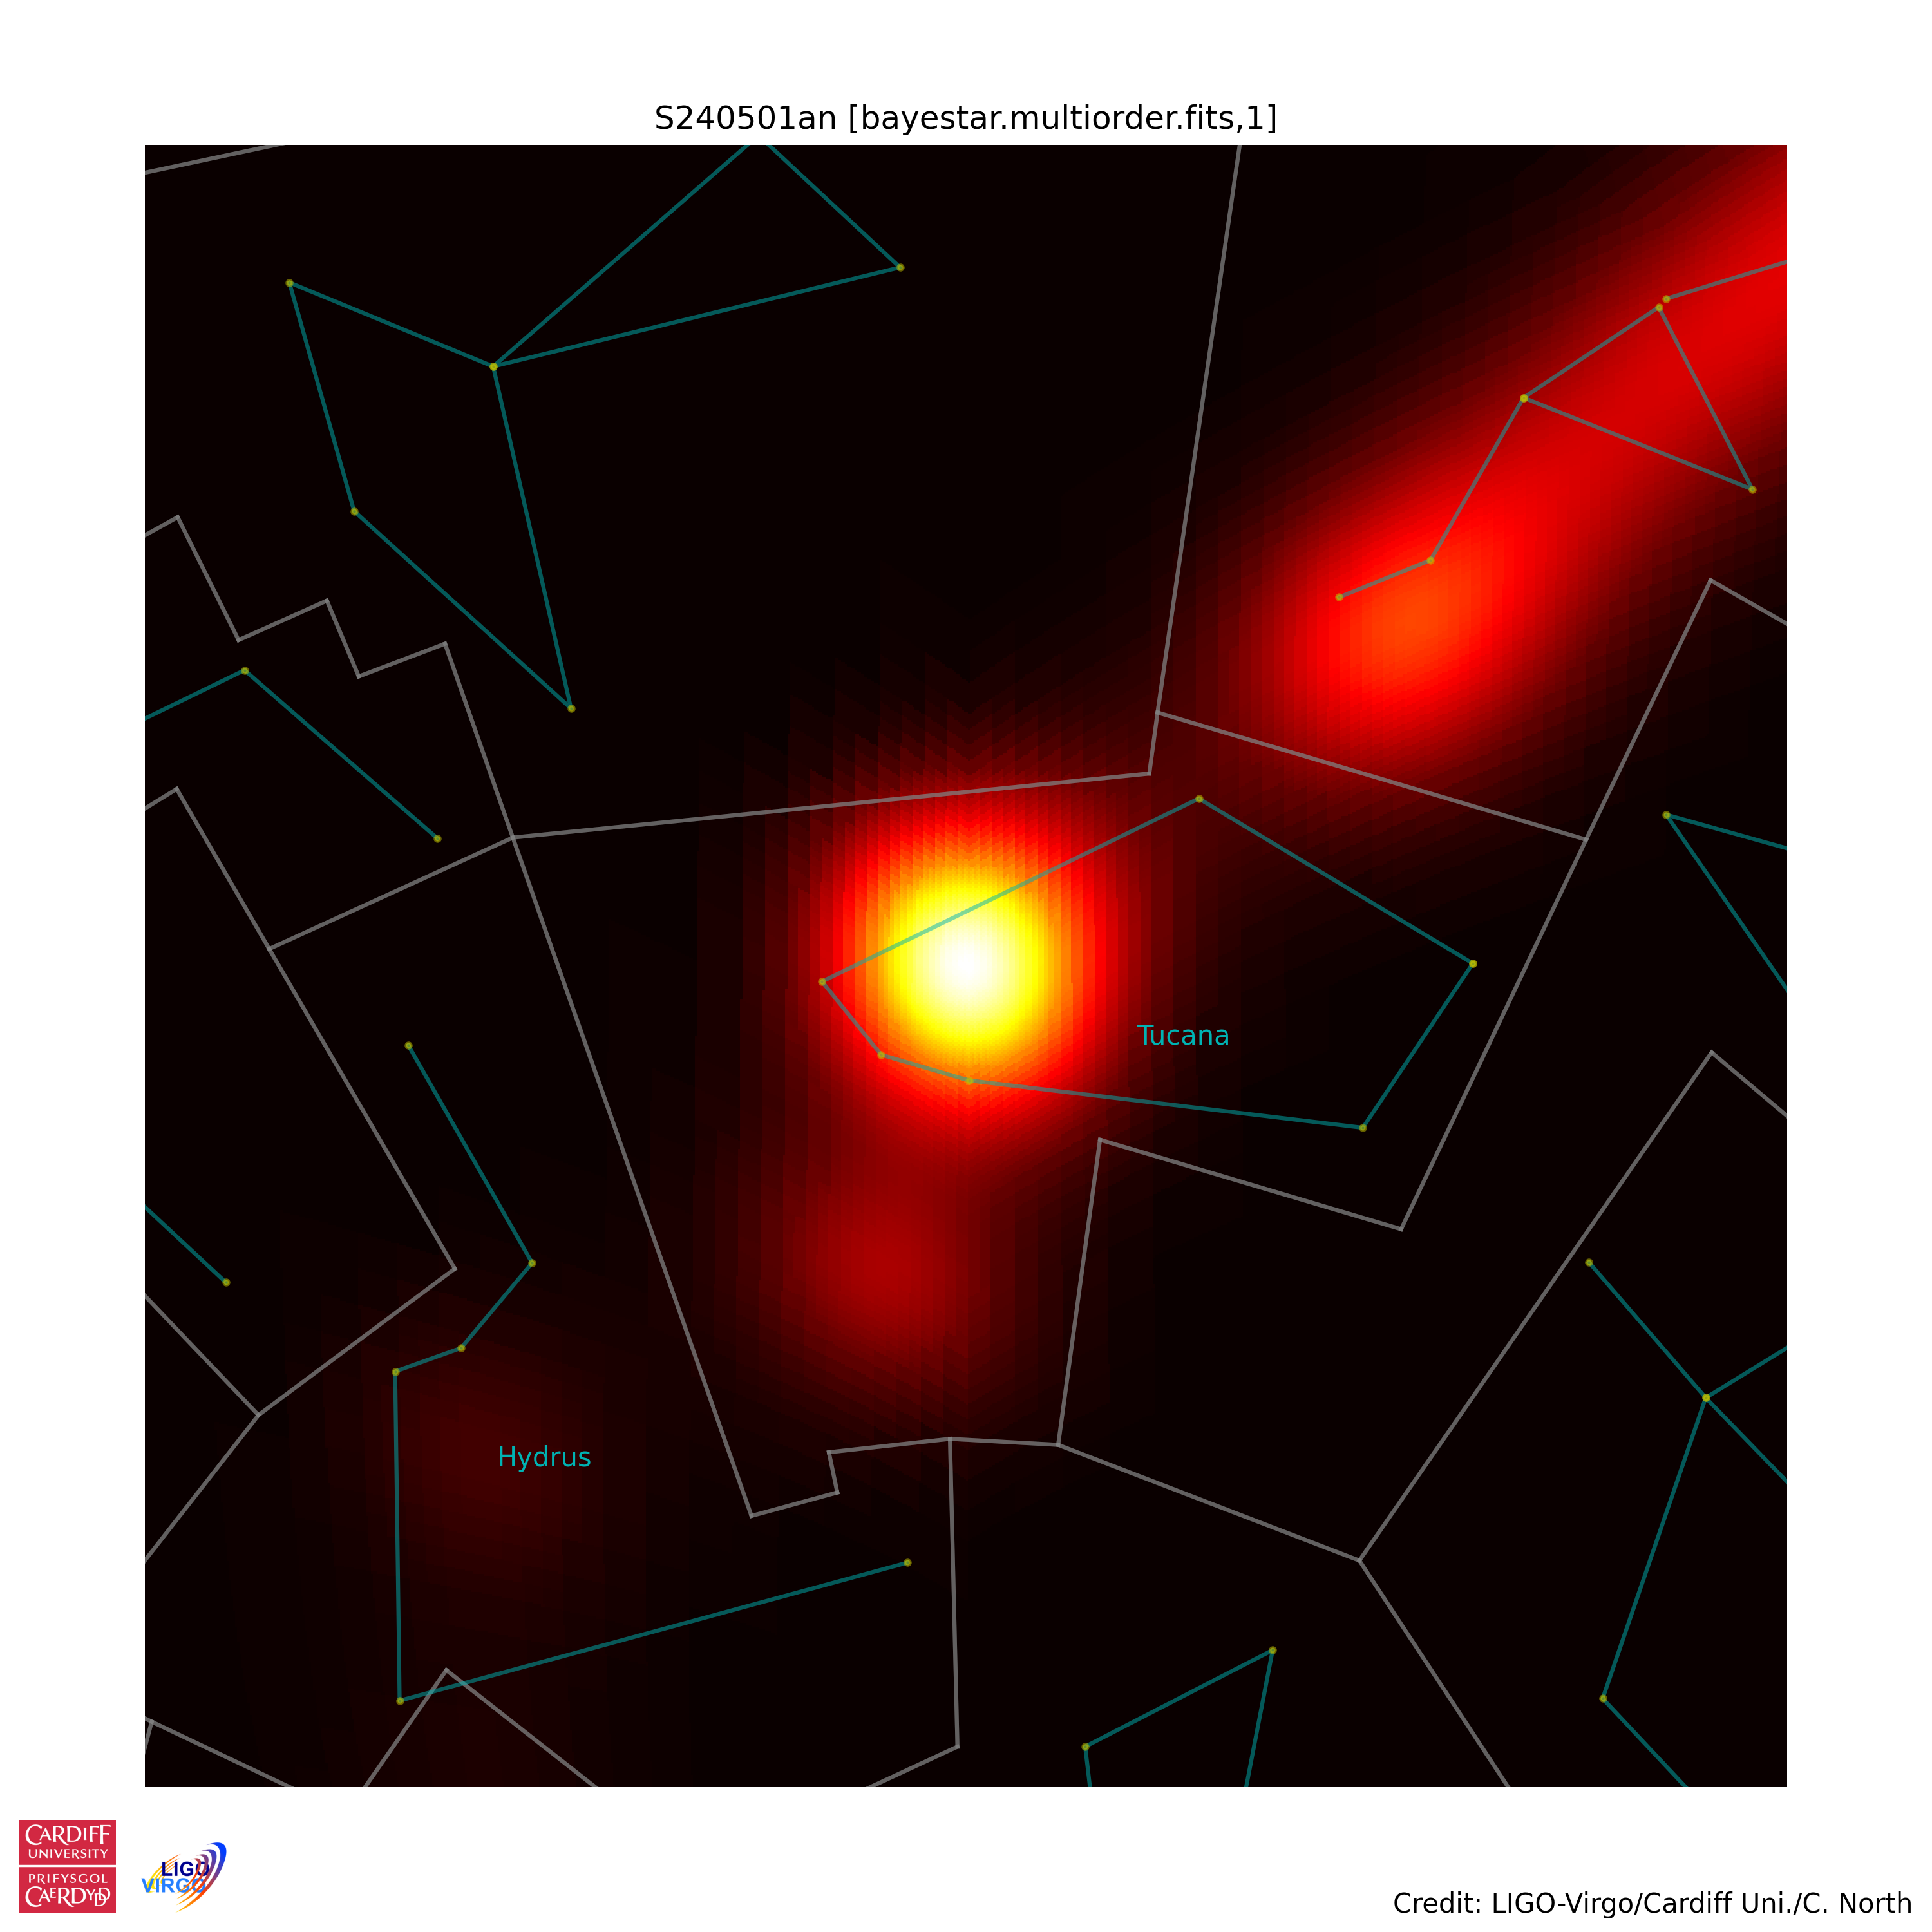 S240501an [bayestar.multiorder.fits,1]
Tucana
Hydrus
CARDIFF
UNIVERSITY
PRIFYSGOL
CAERDYDD
LIGO
VIRGO
Credit: LIGO-Virgo/Cardiff Uni./C. North